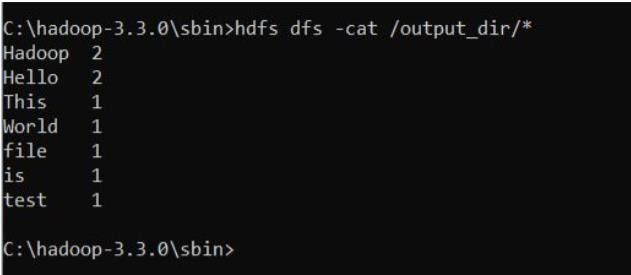 C:\hadoop-3.3.0\sbin>hdfs dfs -cat /output_dir/*
Hadoop  2
Hello   2
This    1
World   1
file    1
is      1
test    1
C:\hadoop-3.3.0\sbin>